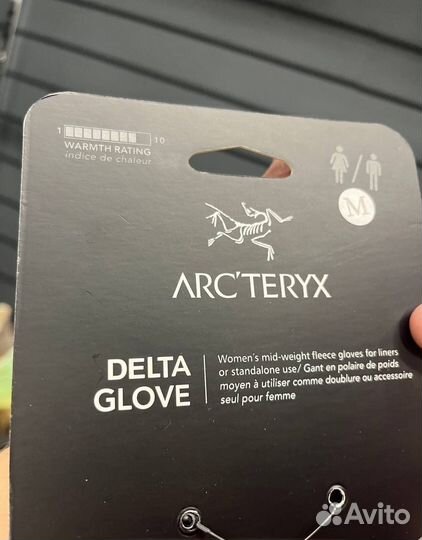 1 10
WARMTH RATING
indice de chaleur
M
ARC'TERYX
DELTA
GLOVE
Women's mid-weight fleece gloves for liners
or standalone use/ Gant en polaire de poids
moyen à utiliser comme doublure ou accessoire
seul pour femme
Avito